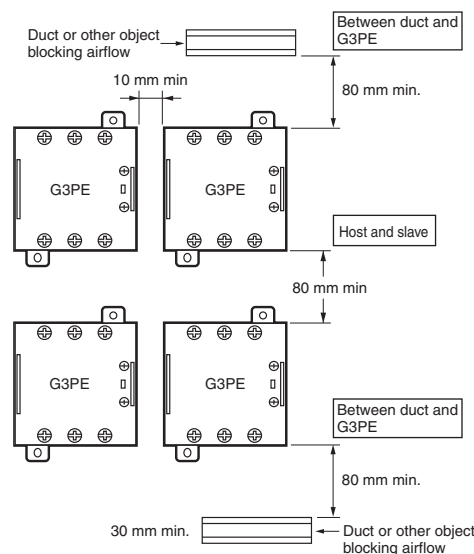 Duct or other object
blocking airflow
Between duct and
G3PE
10 mm min
80 mm min.
G3PE
G3PE
Host and slave
80 mm min
G3PE
G3PE
Between duct and
G3PE
80 mm min.
30 mm min.
Duct or other object
blocking airflow